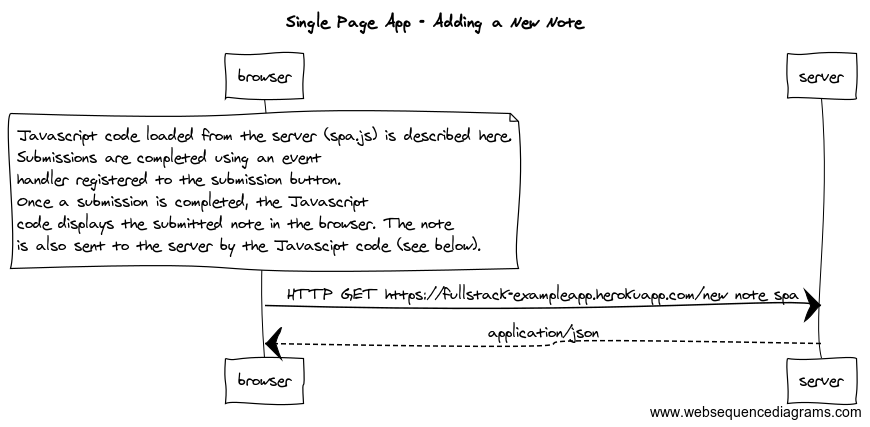 Single Page App - Adding a New Note
browser
server
Javascript code loaded from the server (spa.js) is described here.
Submissions are completed using an event
handler registered to the submission button.
Once a submission is completed, the Javascript
code displays the submitted note in the browser. The note
is also sent to the server by the Javascipt code (see below).
HTTP GET https://fullstack-exampleapp.herokuapp.com/new_note_spa
application/json
browser
server
www.websequencediagrams.com